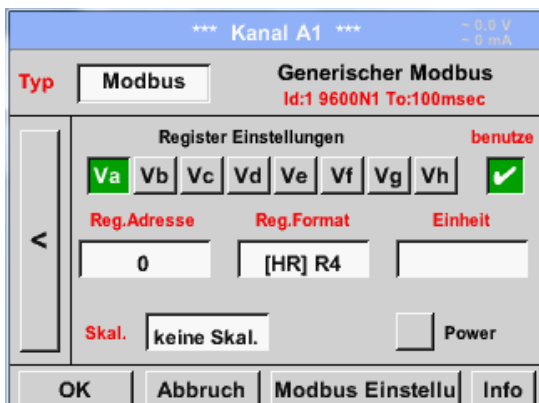 *** Kanal A1 ***
~ 0.0 V
~ 0 mA
Typ
Modbus
Generischer Modbus
Id:1 9600N1 To:100msec
Register Einstellungen
benutze
Va Vb Vc Vd Ve Vf Vg Vh
Reg.Adresse Reg.Format Einheit
<
0 [HR] R4
Skal. keine Skal. Power
OK Abbruch Modbus Einstellu Info